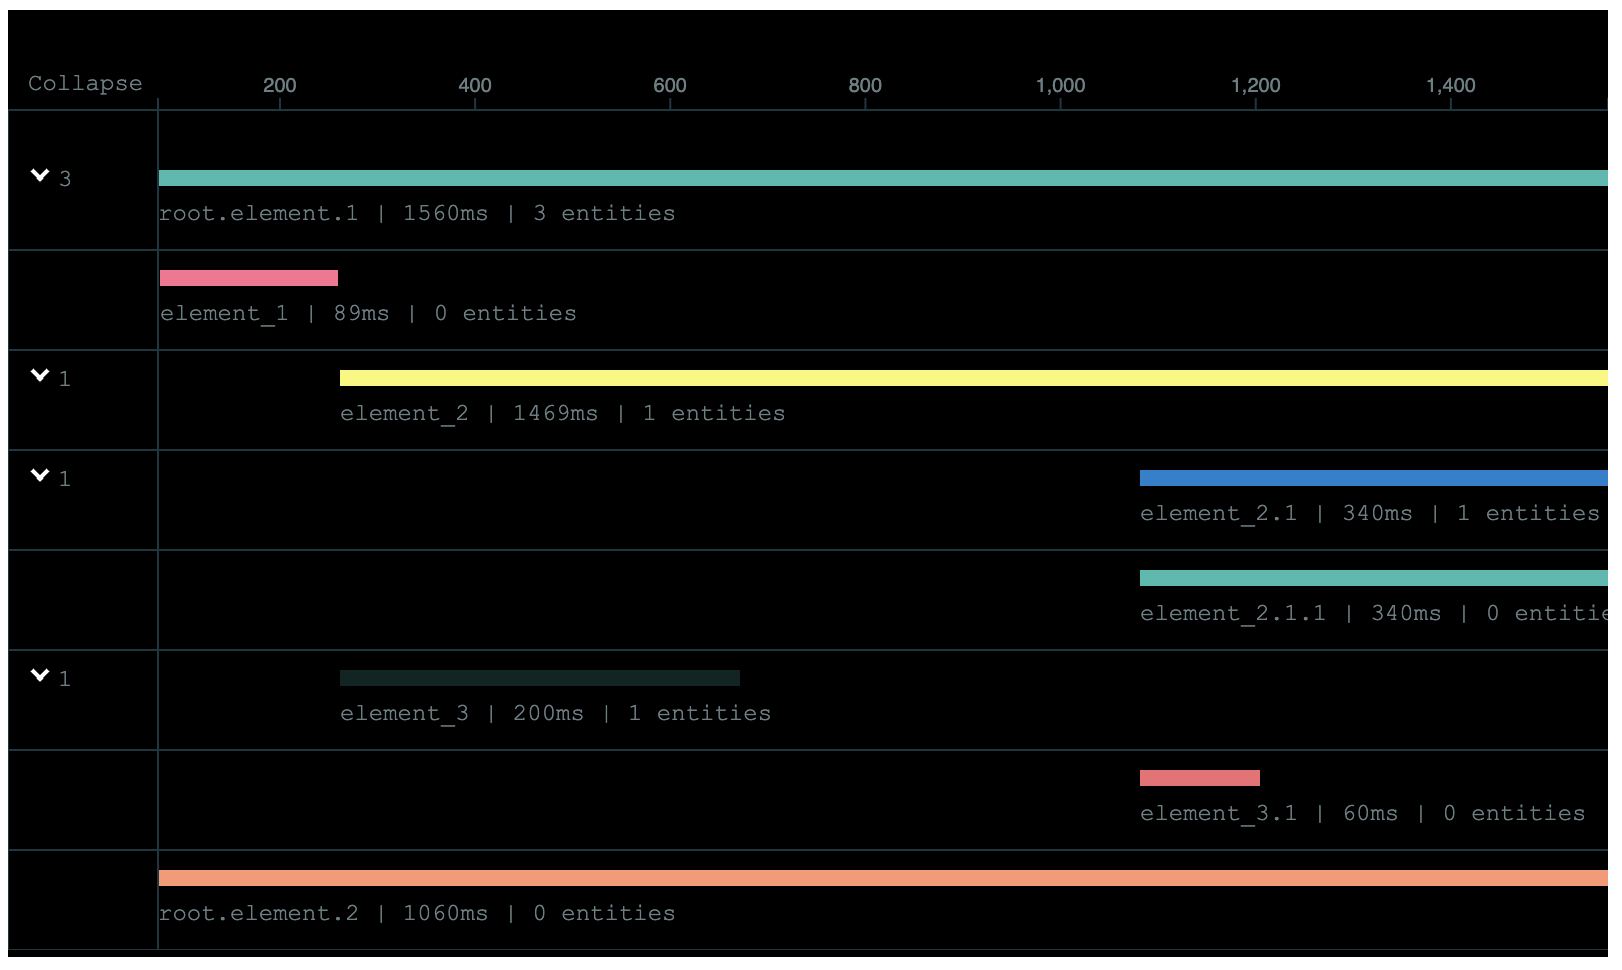 Collapse 200 400 600 800 1,000 1,200 1,400
3
root.element.1 | 1560ms | 3 entities
element_1 | 89ms | 0 entities
1
element_2 | 1469ms | 1 entities
1
element_2.1 | 340ms | 1 entities
element_2.1.1 | 340ms | 0 entitie
1
element_3 | 200ms | 1 entities
element_3.1 | 60ms | 0 entities
root.element.2 | 1060ms | 0 entities